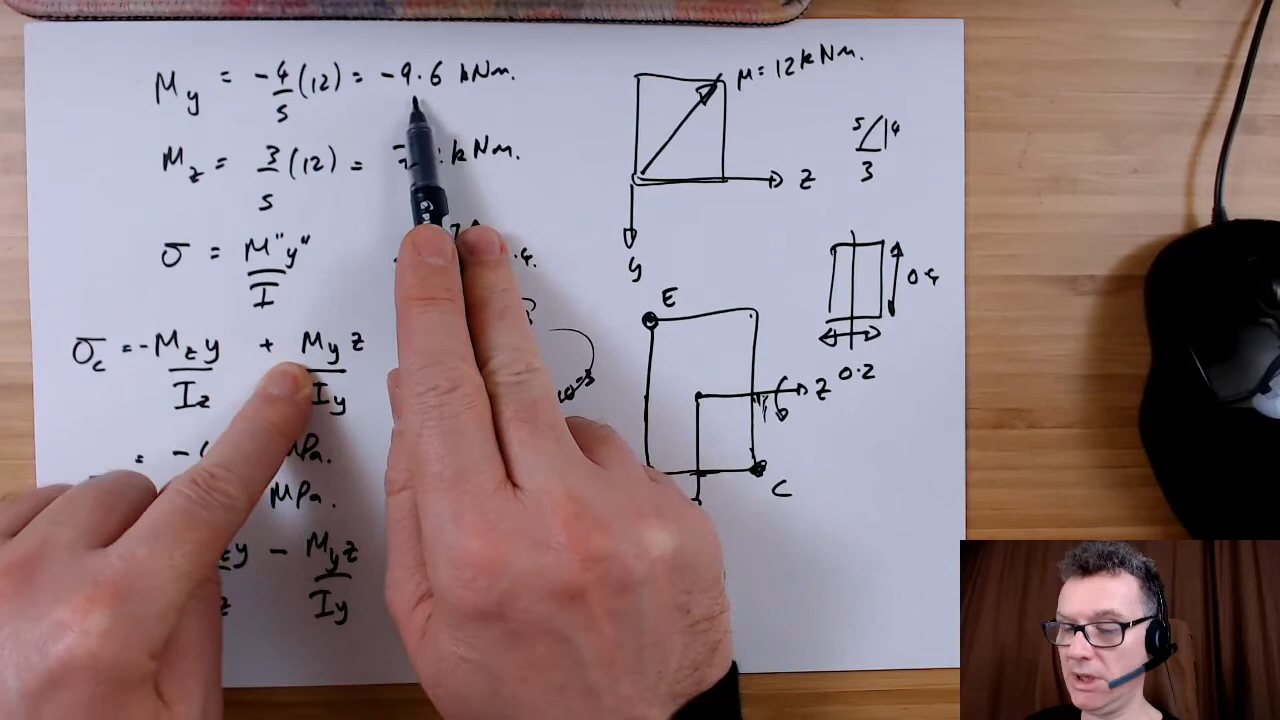 My = -4/5 (12) = -9.6 kNm.
Mz = 3/5 (12) = kNm.
σ = M"y" / I
σc = - Mz y / Iz + My z / Iy
= - MPa.
MPa.
y - My z / Iy
M = 12 kNm.
z
y
5 4
3
0.4
0.2
E
z
C